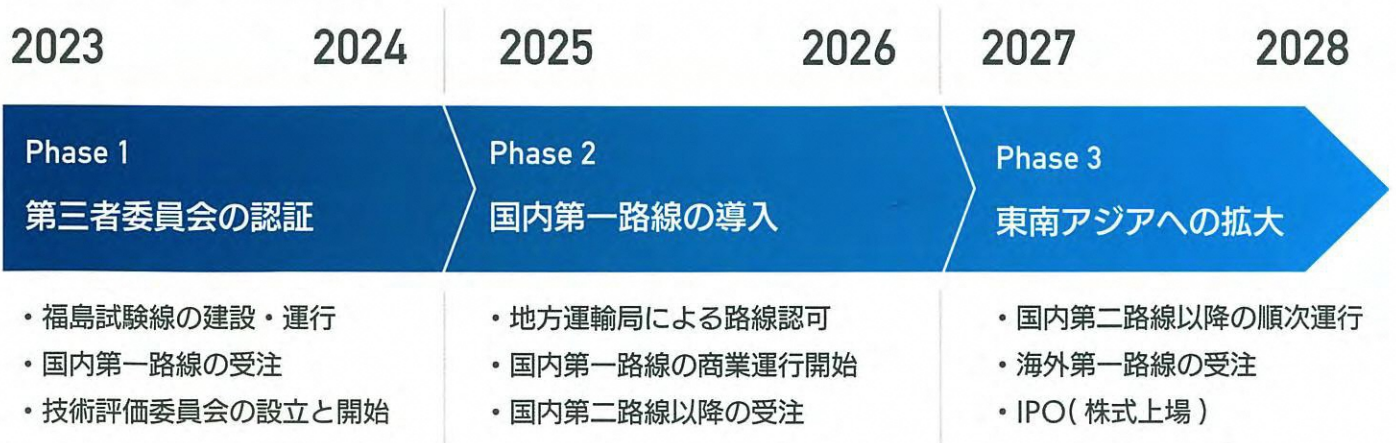 2023 2024 2025 2026 2027 2028
Phase 1
第三者委員会の認証
・福島試験線の建設・運行
・国内第一路線の受注
・技術評価委員会の設立と開始
Phase 2
国内第一路線の導入
・地方運輸局による路線認可
・国内第一路線の商業運行開始
・国内第二路線以降の受注
Phase 3
東南アジアへの拡大
・国内第二路線以降の順次運行
・海外第一路線の受注
・IPO( 株式上場 )